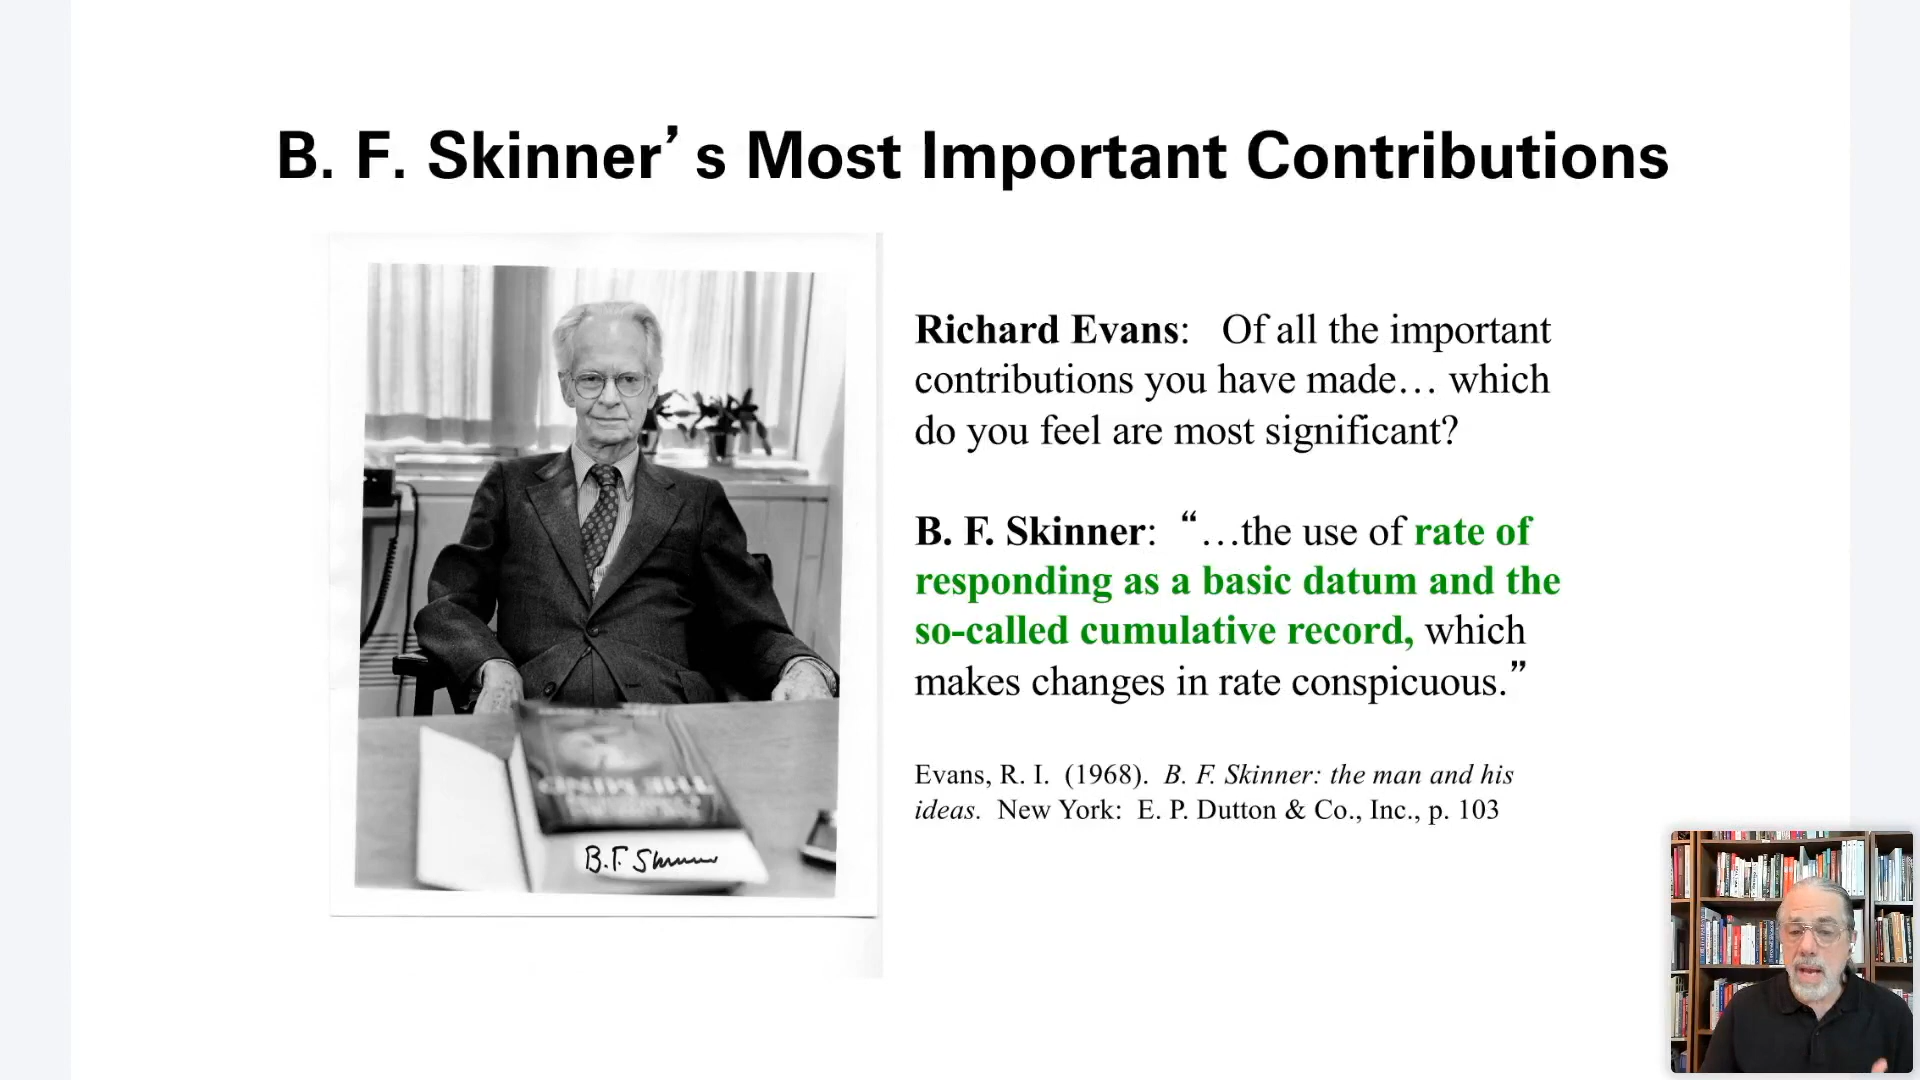 B. F. Skinner’s Most Important Contributions
Richard Evans: Of all the important
contributions you have made… which
do you feel are most significant?
B. F. Skinner: “…the use of rate of
responding as a basic datum and the
so-called cumulative record, which
makes changes in rate conspicuous.”
Evans, R. I. (1968). B. F. Skinner: the man and his
ideas. New York: E. P. Dutton & Co., Inc., p. 103
THE MIND
B.F. Skinner